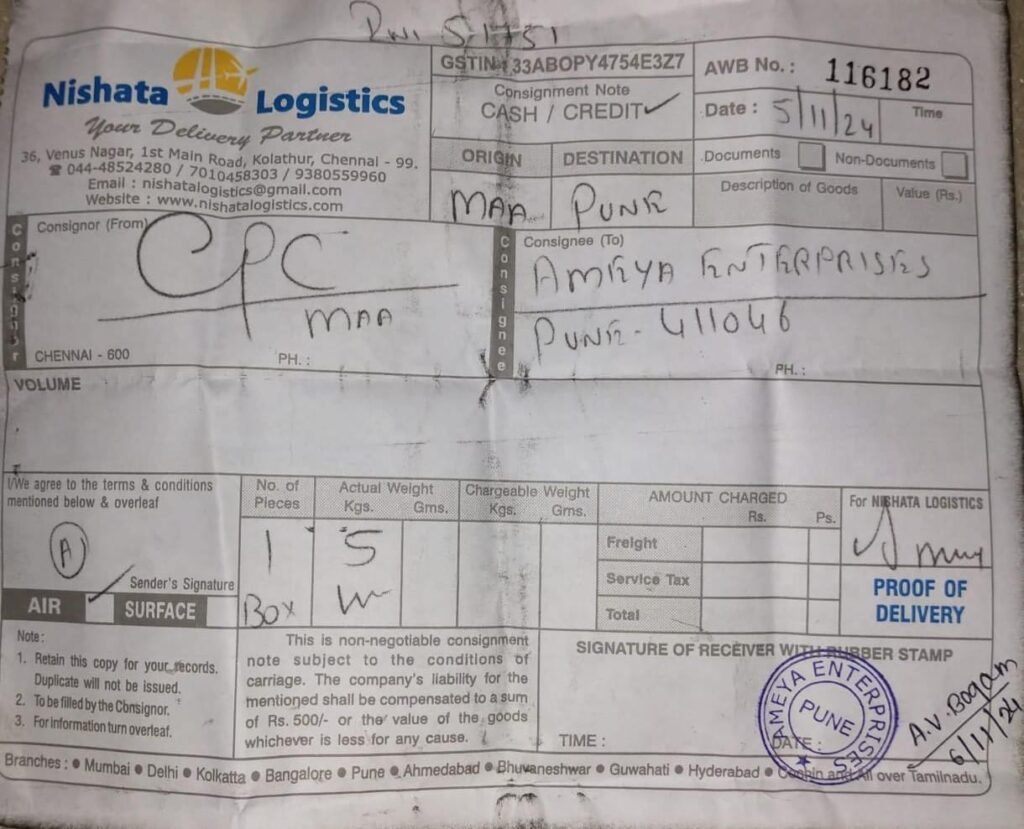 Nishata Logistics
Your Delivery Partner
36, Venus Nagar, 1st Main Road, Kolathur, Chennai - 99.
☎ 044-48524280 / 7010458303 / 9380559960
Email : nishatalogistics@gmail.com
Website : www.nishatalogistics.com
GSTIN : 33ABOPY4754E3Z7
Consignment Note
CASH / CREDIT ✓
AWB No. : 116182
Date : 5/11/24 Time
ORIGIN DESTINATION
MAA PUNE
Documents Non-Documents
Description of Goods Value (Rs.)
Consignor
Consignor (From)
CPC
MAA
CHENNAI - 600 PH. :
Consignee
Consignee (To)
AMEYA ENTERPRISES
PUNE - 411046
PH. :
VOLUME
I/We agree to the terms & conditions
mentioned below & overleaf
A
Sender's Signature
AIR ✓ SURFACE
No. of Pieces
1
BOX
Actual Weight
Kgs. Gms.
5
Chargeable Weight
Kgs. Gms.
AMOUNT CHARGED
Rs. Ps.
Freight
Service Tax
Total
For NISHATA LOGISTICS
PROOF OF
DELIVERY
Note :
1. Retain this copy for your records.
Duplicate will not be issued.
2. To be filled by the Consignor.
3. For information turn overleaf.
This is non-negotiable consignment
note subject to the conditions of
carriage. The company's liability for the
mentioned shall be compensated to a sum
of Rs. 500/- or the value of the goods
whichever is less for any cause.
SIGNATURE OF RECEIVER WITH RUBBER STAMP
AMEYA ENTERPRISES
PUNE
A.V. Bogam
6/11/24
TIME : DATE :
Branches : ● Mumbai ● Delhi ● Kolkatta ● Bangalore ● Pune ● Ahmedabad ● Bhuvaneshwar ● Guwahati ● Hyderabad ● Cochin and All over Tamilnadu.